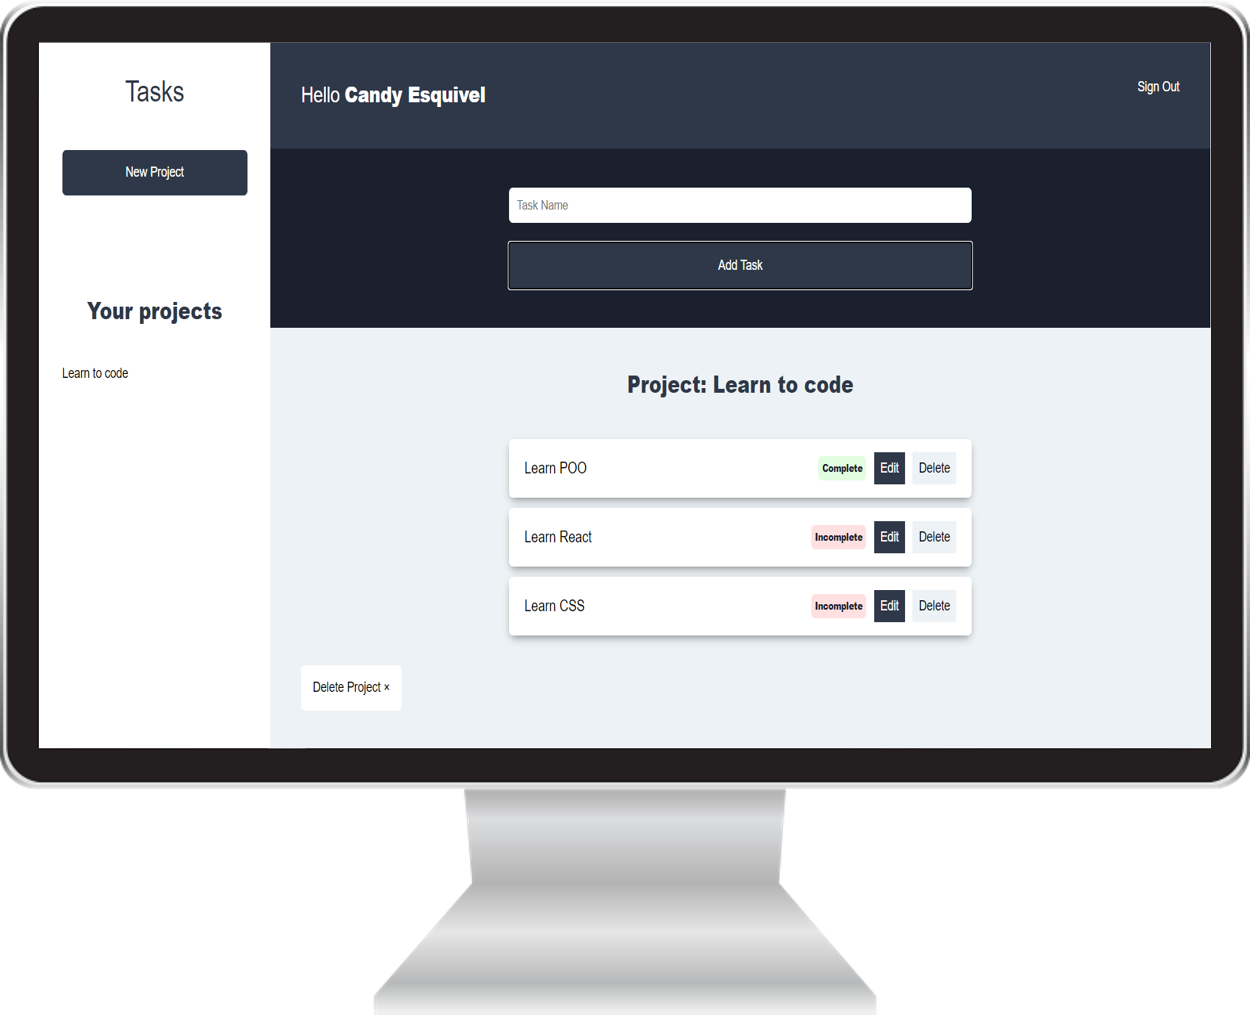 Tasks
New Project
Your projects
Learn to code
Hello Candy Esquivel
Sign Out
Task Name
Add Task
Project: Learn to code
Learn POO Complete Edit Delete
Learn React Incomplete Edit Delete
Learn CSS Incomplete Edit Delete
Delete Project ×